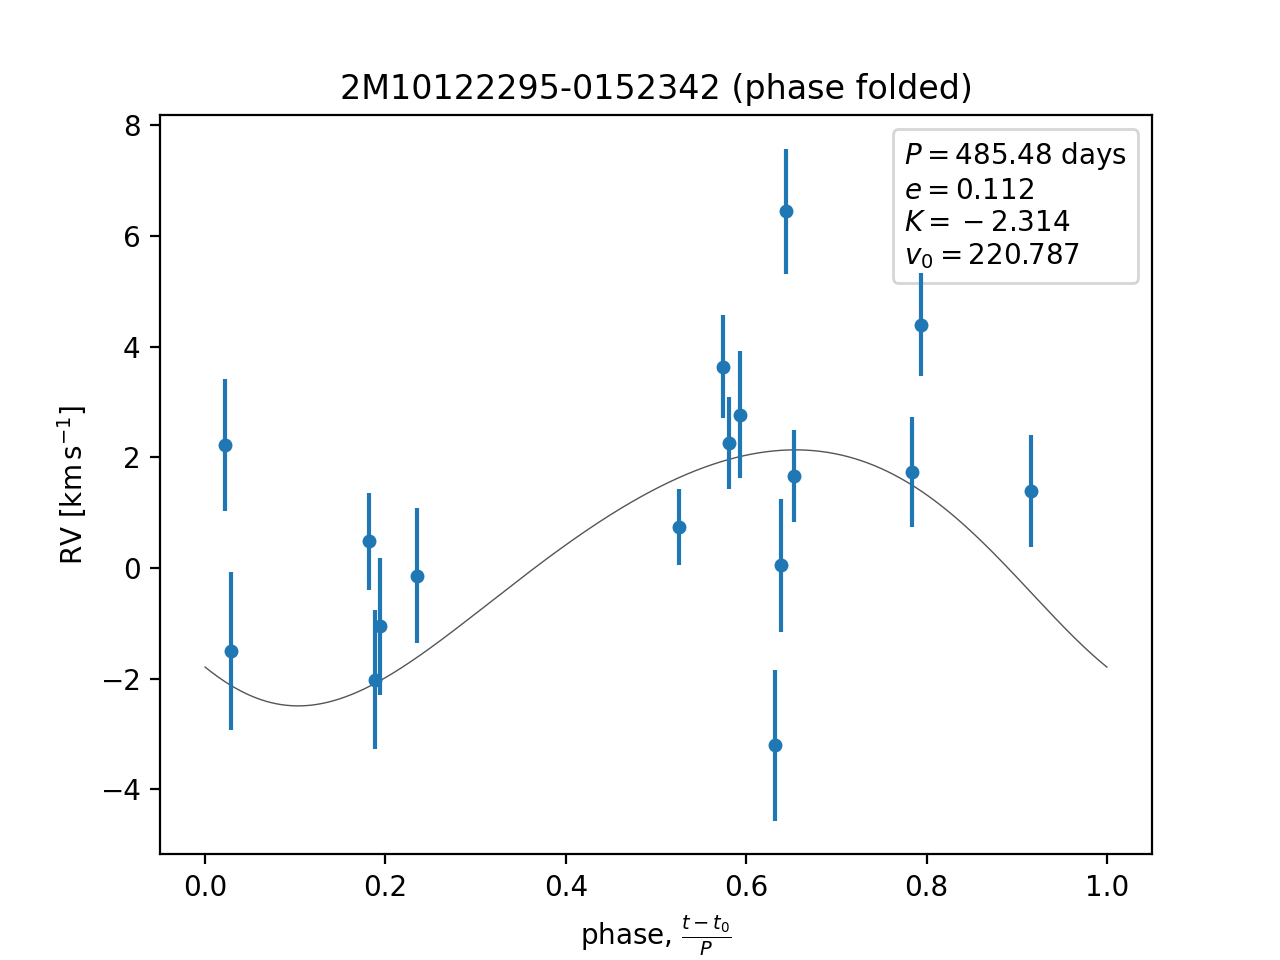 2M10122295-0152342 (phase folded)
P = 485.48 days
e = 0.112
K = −2.314
v₀ = 220.787
RV [km s⁻¹]
8
6
4
2
0
−2
−4
0.0 0.2 0.4 0.6 0.8 1.0
phase, (t − t₀)/P